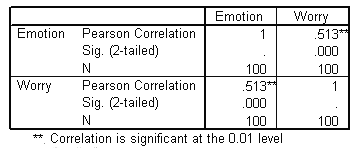 Emotion Worry
Emotion Pearson Correlation 1 .513**
Sig. (2-tailed) . .000
N 100 100
Worry Pearson Correlation .513** 1
Sig. (2-tailed) .000 .
N 100 100
**. Correlation is significant at the 0.01 level